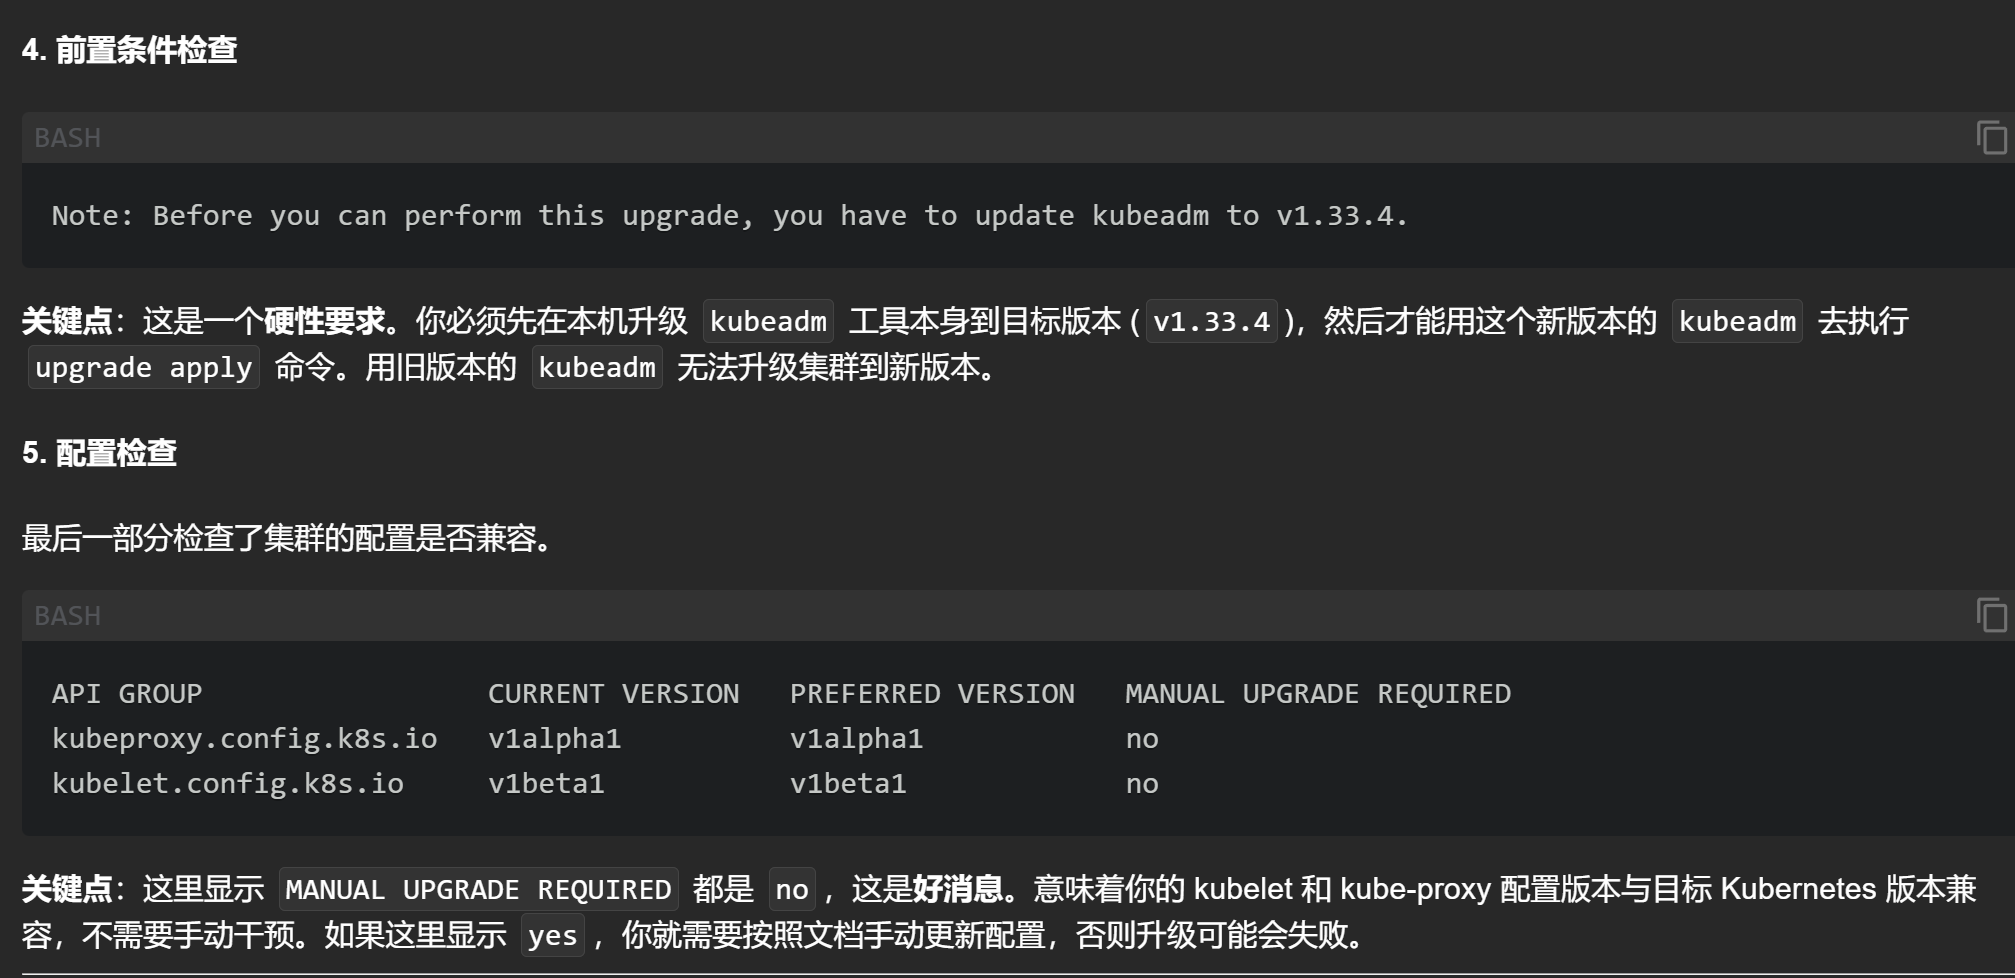 4. 前置条件检查
BASH
Note: Before you can perform this upgrade, you have to update kubeadm to v1.33.4.
关键点：这是一个硬性要求。你必须先在本机升级 kubeadm 工具本身到目标版本 ( v1.33.4 )，然后才能用这个新版本的 kubeadm 去执行
upgrade apply 命令。用旧版本的 kubeadm 无法升级集群到新版本。
5. 配置检查
最后一部分检查了集群的配置是否兼容。
BASH
API GROUP                 CURRENT VERSION   PREFERRED VERSION   MANUAL UPGRADE REQUIRED
kubeproxy.config.k8s.io   v1alpha1          v1alpha1            no
kubelet.config.k8s.io     v1beta1           v1beta1             no
关键点：这里显示 MANUAL UPGRADE REQUIRED 都是 no ，这是好消息。意味着你的 kubelet 和 kube-proxy 配置版本与目标 Kubernetes 版本兼
容，不需要手动干预。如果这里显示 yes ，你就需要按照文档手动更新配置，否则升级可能会失败。